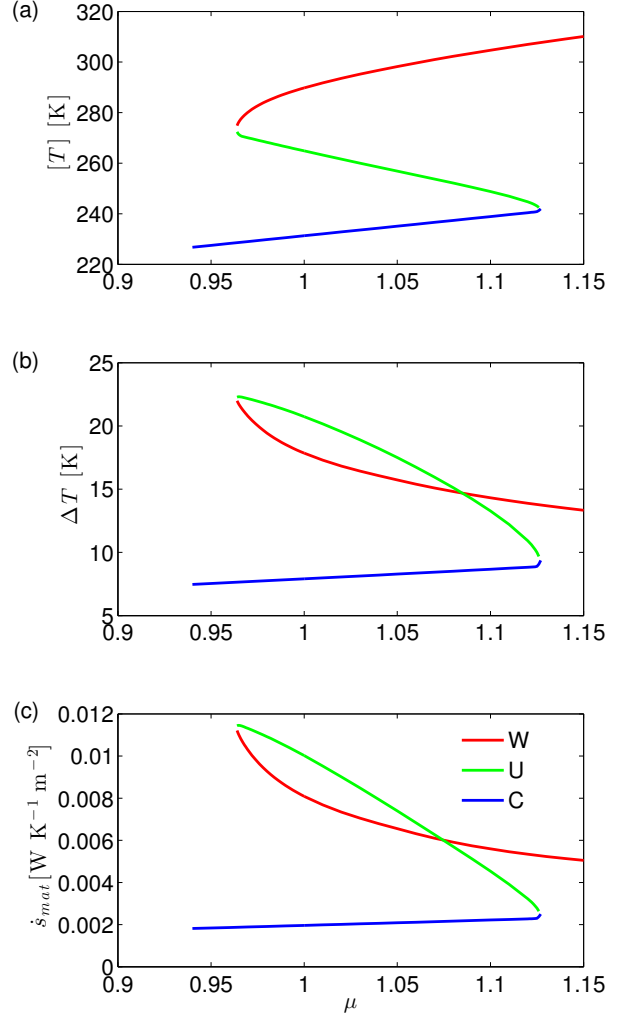 (a)
320
300
280
260
240
220
[T] [K]
0.9 0.95 1 1.05 1.1 1.15
(b)
25
20
15
10
5
ΔT [K]
0.9 0.95 1 1.05 1.1 1.15
(c)
0.012
0.01
0.008
0.006
0.004
0.002
0
ṡ_mat [W K⁻¹ m⁻²]
W
U
C
0.9 0.95 1 1.05 1.1 1.15
μ